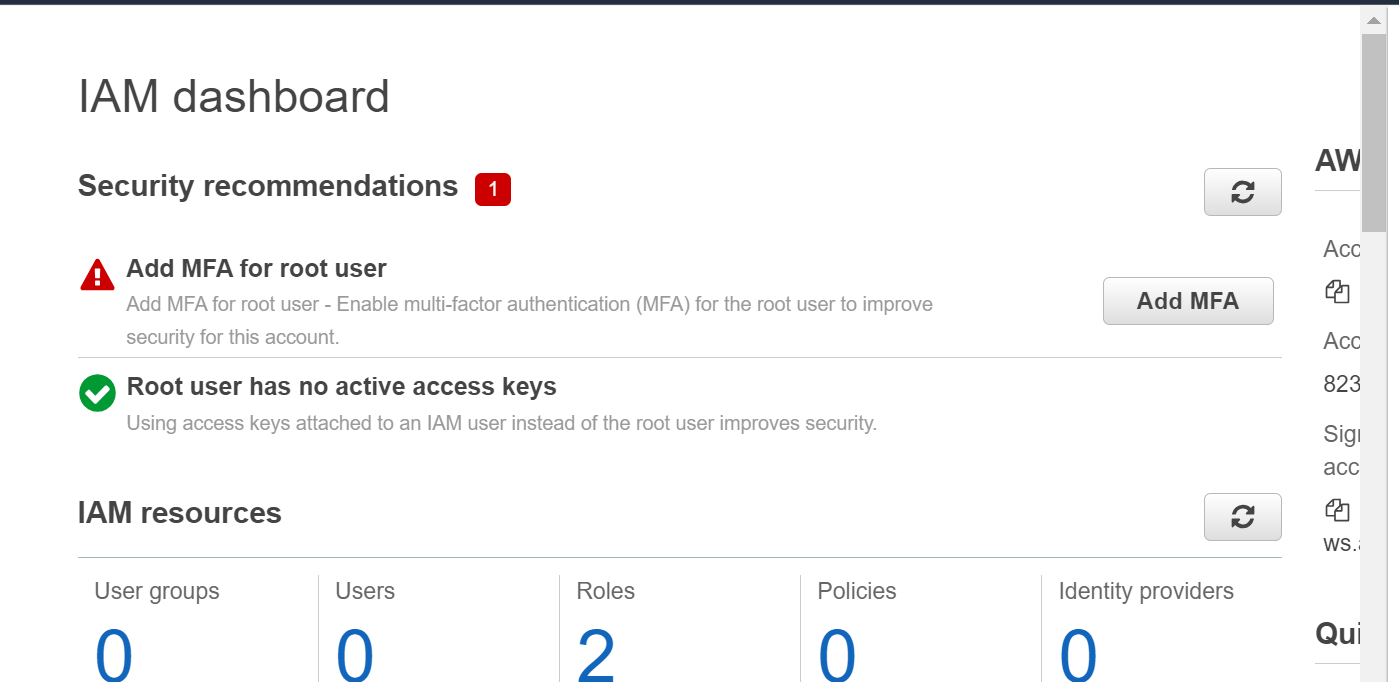 IAM dashboard
Security recommendations 1
Add MFA for root user
Add MFA for root user - Enable multi-factor authentication (MFA) for the root user to improve
security for this account.
Add MFA
Root user has no active access keys
Using access keys attached to an IAM user instead of the root user improves security.
IAM resources
User groups
0
Users
0
Roles
2
Policies
0
Identity providers
0
AW
Acc
Acc
823
Sign
acc
ws.
Qui